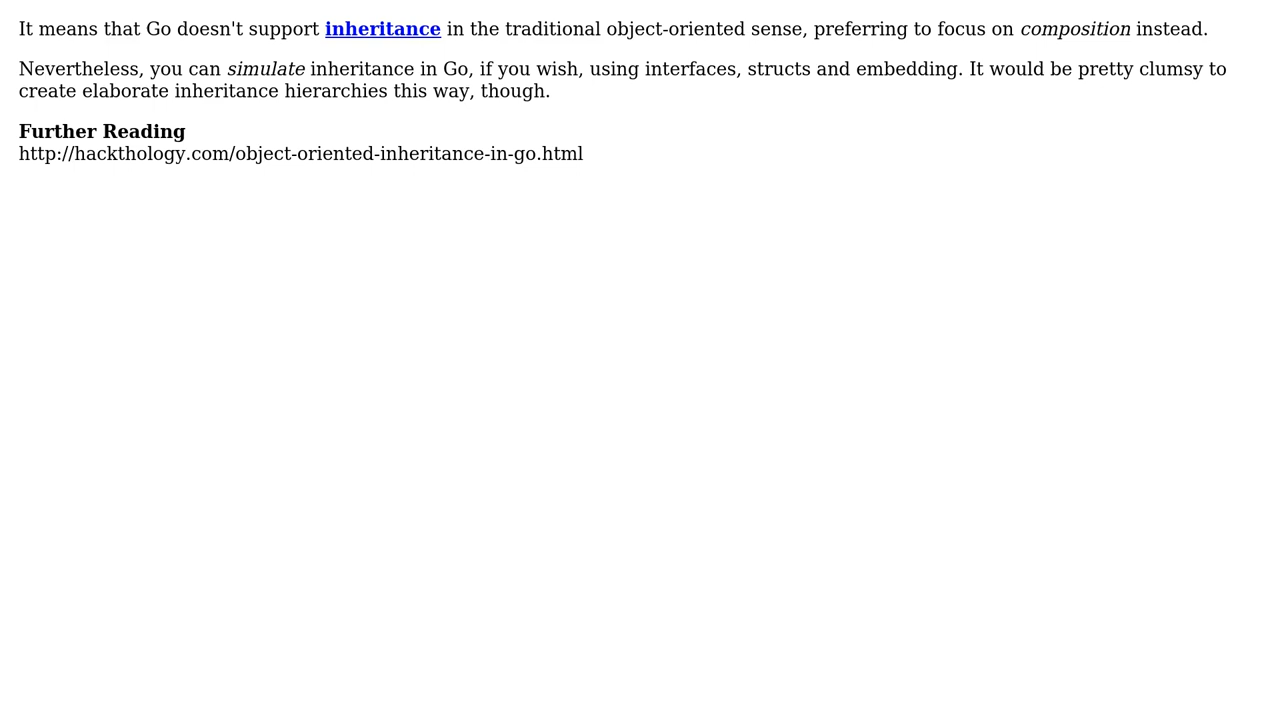 It means that Go doesn't support inheritance in the traditional object-oriented sense, preferring to focus on composition instead.
Nevertheless, you can simulate inheritance in Go, if you wish, using interfaces, structs and embedding. It would be pretty clumsy to
create elaborate inheritance hierarchies this way, though.
Further Reading
http://hackthology.com/object-oriented-inheritance-in-go.html